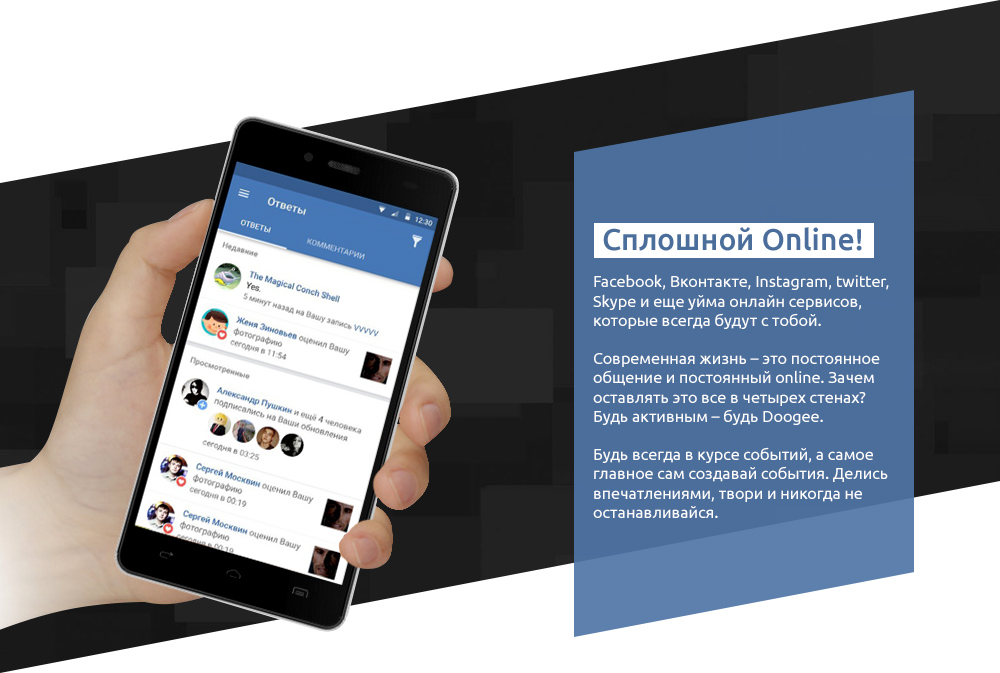 12:30
Ответы
ОТВЕТЫ
КОММЕНТАРИИ
Недавние
The Magical Conch Shell
Yes.
5 минут назад на Вашу запись VVVVV
Женя Зиновьев оценил Вашу
фотографию
сегодня в 11:54
Просмотренные
Александр Пушкин и ещё 4 человека
подписались на Ваши обновления
сегодня в 03:25
Сергей Москвин оценил Вашу
фотографию
сегодня в 00:19
Сергей Москвин оценил Вашу
фотографию
сегодня в 00:19
Сплошной Online!
Facebook, Вконтакте, Instagram, twitter,
Skype и еще уйма онлайн сервисов,
которые всегда будут с тобой.
Современная жизнь – это постоянное
общение и постоянный online. Зачем
оставлять это все в четырех стенах?
Будь активным – будь Doogee.
Будь всегда в курсе событий, а самое
главное сам создавай события. Делись
впечатлениями, твори и никогда не
останавливайся.